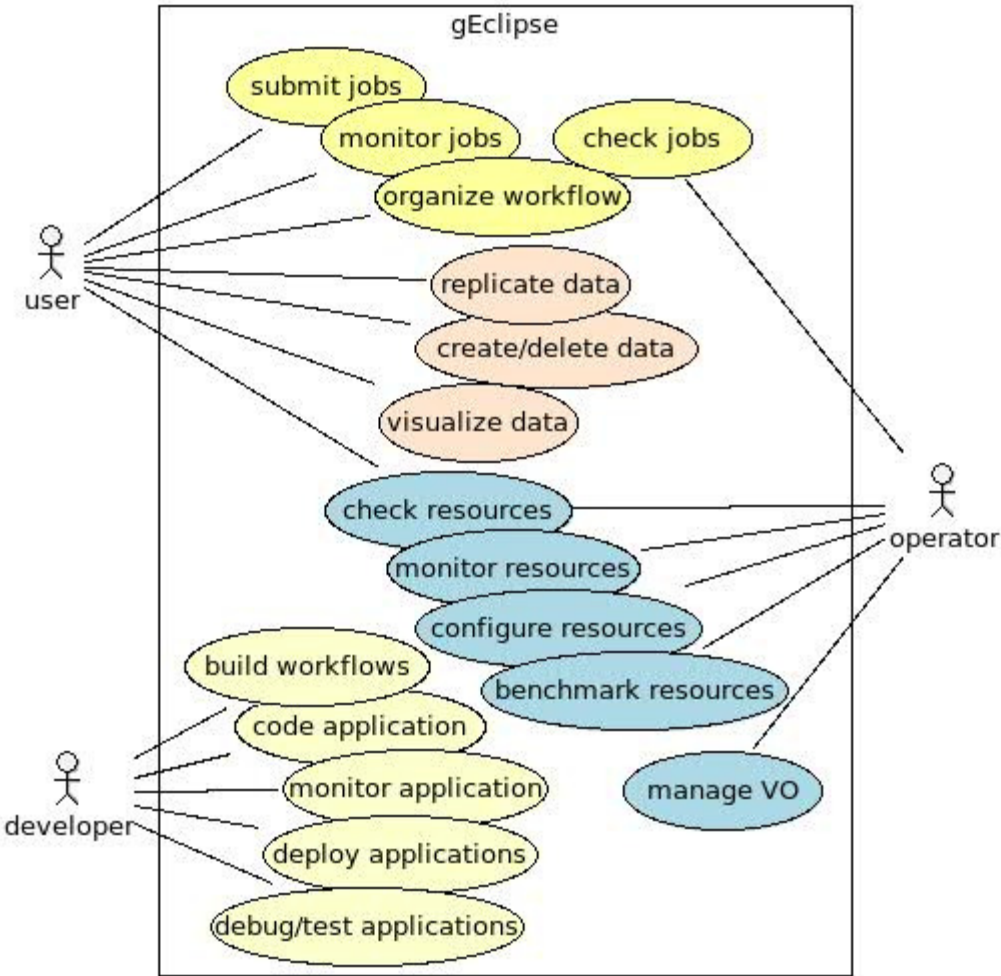 gEclipse
submit jobs
monitor jobs
check jobs
organize workflow
user
replicate data
create/delete data
visualize data
check resources
operator
monitor resources
configure resources
build workflows
benchmark resources
code application
monitor application
manage VO
developer
deploy applications
debug/test applications